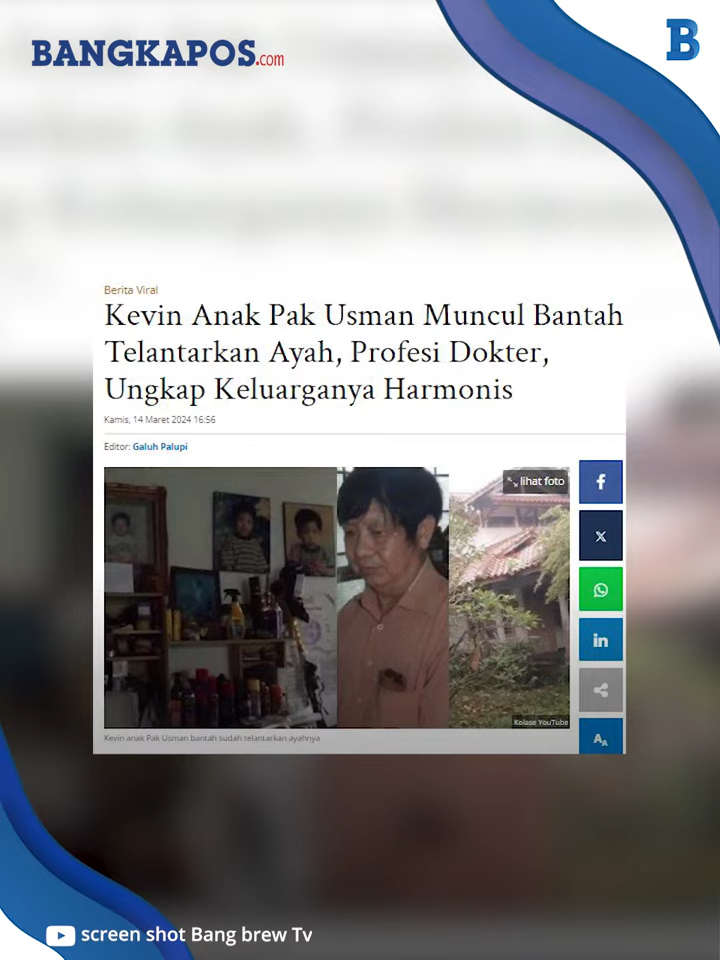 BANGKAPOS.com
B
Berita Viral
Kevin Anak Pak Usman Muncul Bantah
Telantarkan Ayah, Profesi Dokter,
Ungkap Keluarganya Harmonis
Kamis, 14 Maret 2024 16:56
Editor: Galuh Palupi
lihat foto
Kolase YouTube
Kevin anak Pak Usman bantah sudah telantarkan ayahnya
f
X
in
AA
screen shot Bang brew Tv